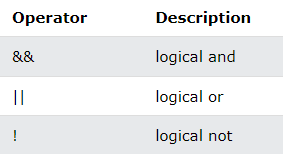 Operator Description
&& logical and
|| logical or
! logical not